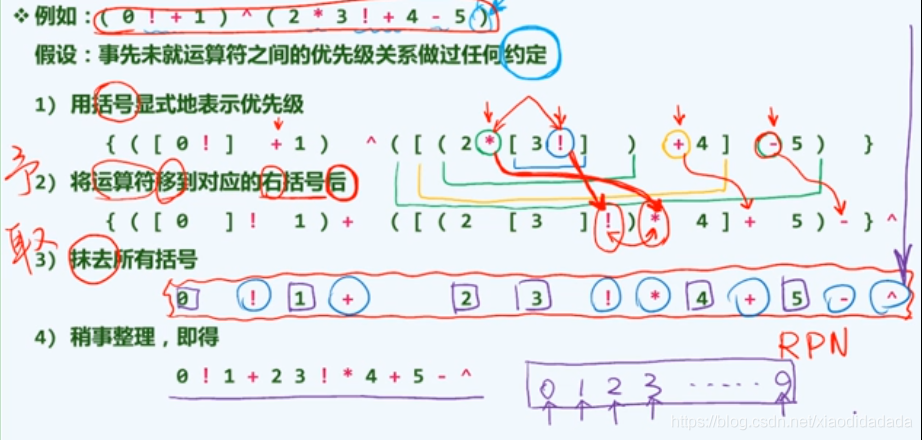 ❖ 例如：( 0 ! + 1 ) ^ ( 2 * 3 ! + 4 - 5 )
假设：事先未就运算符之间的优先级关系做过任何约定
1) 用括号显式地表示优先级
{ ( [ 0 ! ] + 1 ) ^ ( [ ( 2 * [ 3 ! ] ) + 4 ] - 5 ) }
2) 将运算符移到对应的右括号后
{ ( [ 0 ] ! 1 ) + ( [ ( 2 [ 3 ] ! ) * 4 ] + 5 ) - } ^
3) 抹去所有括号
0 ! 1 + 2 3 ! * 4 + 5 - ^
4) 稍事整理，即得
0 ! 1 + 2 3 ! * 4 + 5 - ^
RPN
0 1 2 3 ······ 9
https://blog.csdn.net/xiaodidadada